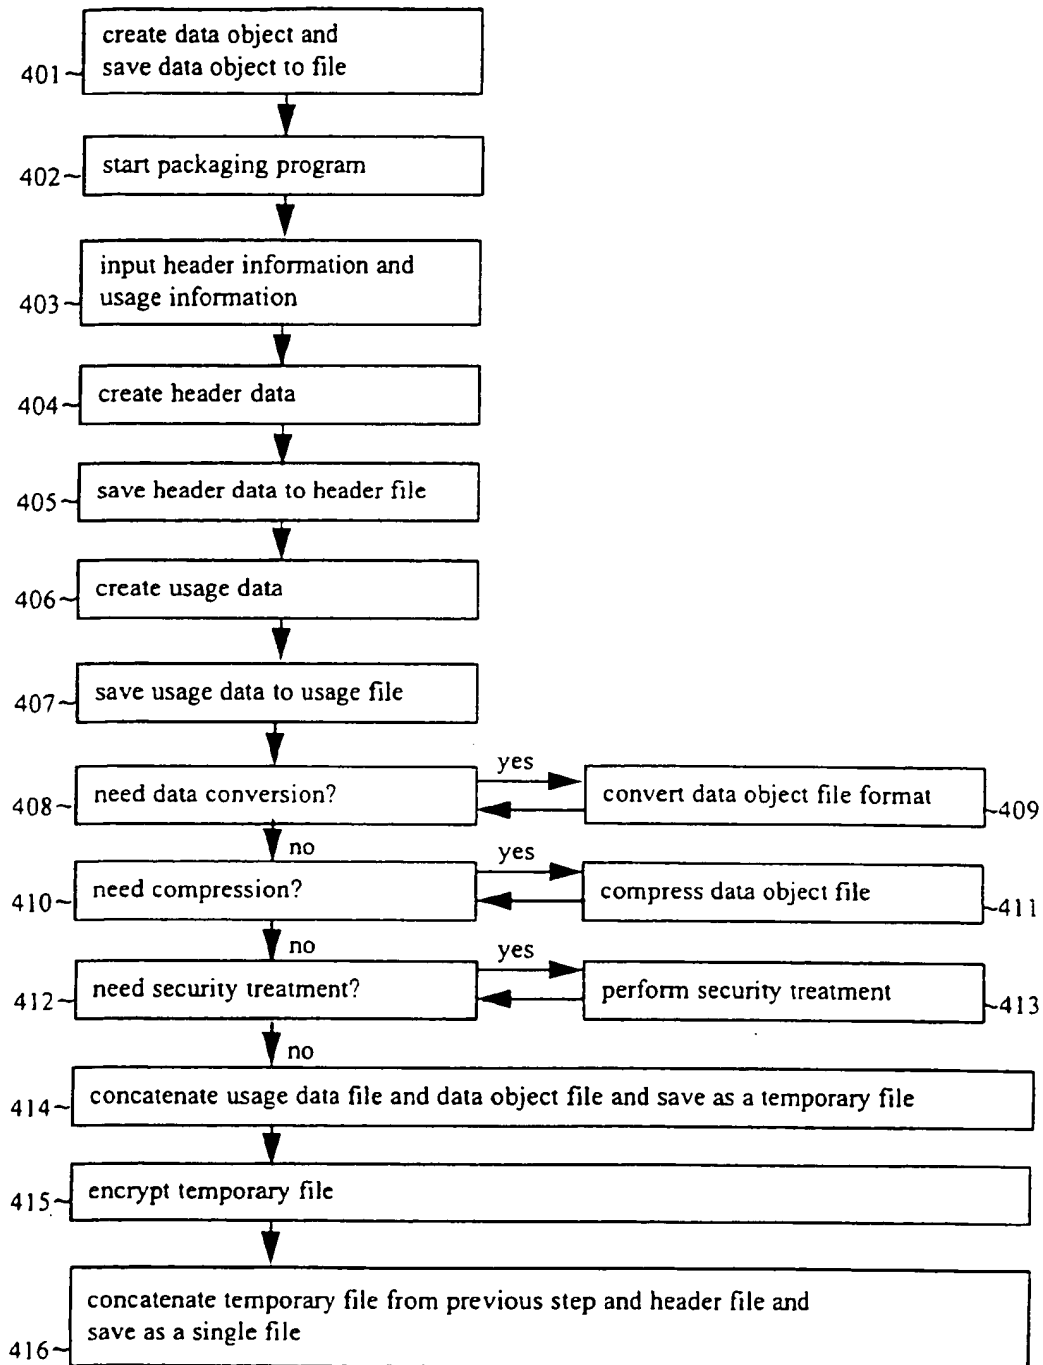 create data object and
save data object to file
401~
start packaging program
402~
input header information and
usage information
403~
create header data
404~
save header data to header file
405~
create usage data
406~
save usage data to usage file
407~
yes
need data conversion?
convert data object file format
408~
~409
no
yes
need compression?
compress data object file
410~
~411
no
yes
need security treatment?
perform security treatment
412~
~413
no
concatenate usage data file and data object file and save as a temporary file
414~
encrypt temporary file
415~
concatenate temporary file from previous step and header file and
save as a single file
416~